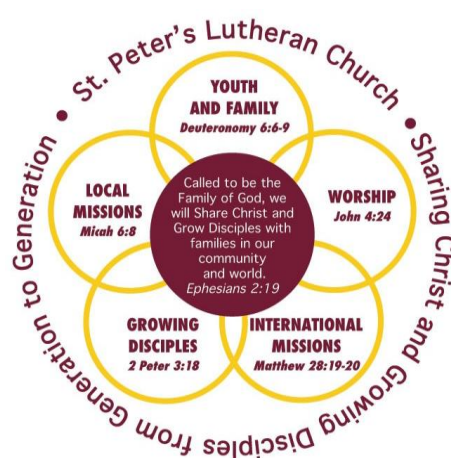 St. Peter's Lutheran Church • Sharing Christ and Growing Disciples from Generation to Generation •
YOUTH
AND FAMILY
Deuteronomy 6:6-9
LOCAL
MISSIONS
Micah 6:8
Called to be the
Family of God, we
will Share Christ and
Grow Disciples with
families in our
community
and world.
Ephesians 2:19
WORSHIP
John 4:24
GROWING
DISCIPLES
2 Peter 3:18
INTERNATIONAL
MISSIONS
Matthew 28:19-20